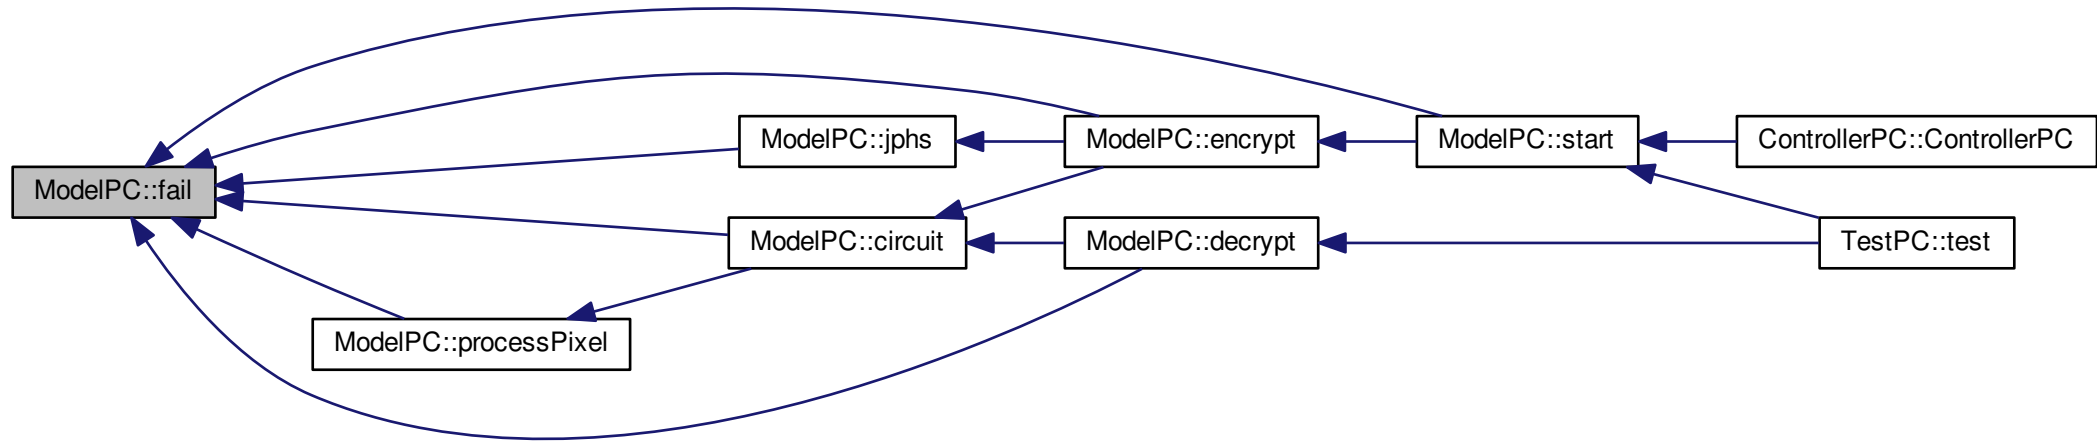 ModelPC::fail
ModelPC::jphs
ModelPC::encrypt
ModelPC::start
ControllerPC::ControllerPC
ModelPC::circuit
ModelPC::decrypt
TestPC::test
ModelPC::processPixel